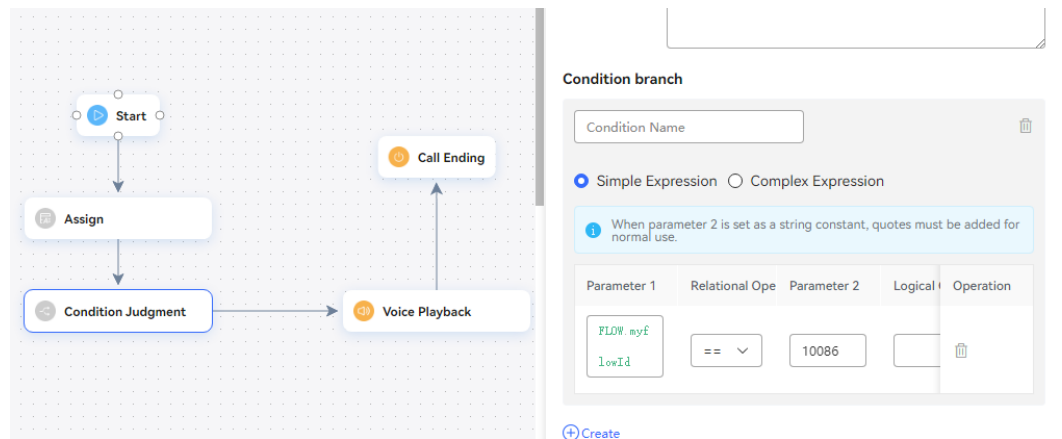 Start
Call Ending
Assign
Condition Judgment
Voice Playback
Condition branch
Condition Name
Simple Expression
Complex Expression
When parameter 2 is set as a string constant, quotes must be added for
normal use.
Parameter 1
Relational Ope
Parameter 2
Logical
Operation
FLOW.myf
lowId
==
10086
Create